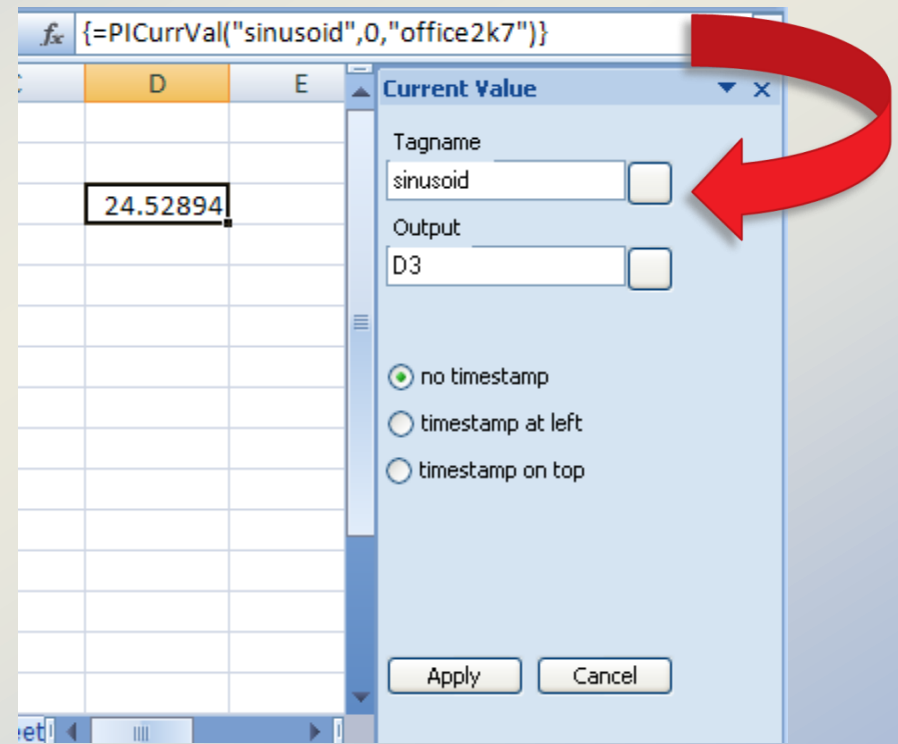 fx {=PICurrVal("sinusoid",0,"office2k7")}
D E
Current Value
Tagname
sinusoid
24.52894
Output
D3
no timestamp
timestamp at left
timestamp on top
Apply Cancel